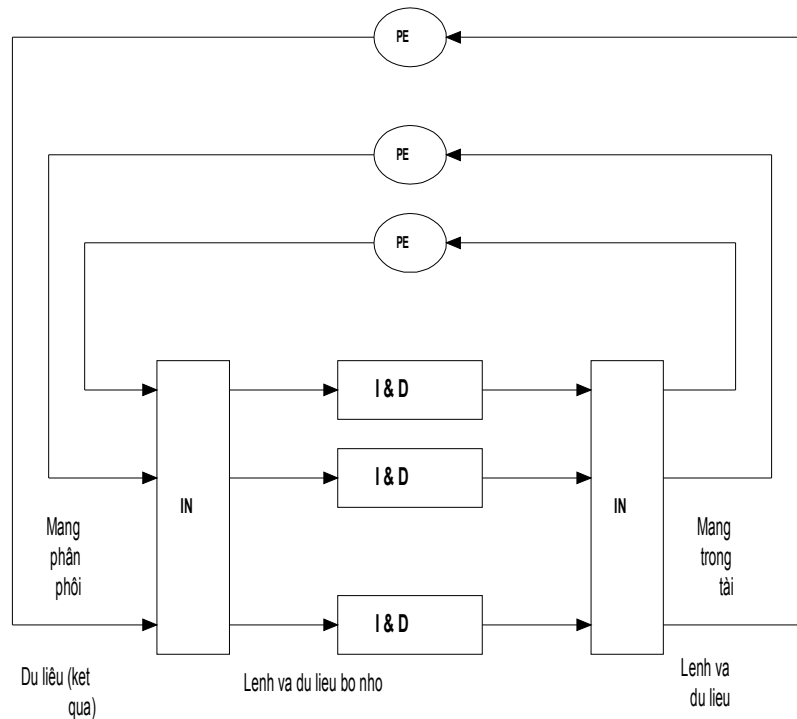 PE
PE
PE
I & D
I & D
IN
IN
Mang
phân
phôi
Mang
trong
tài
I & D
Du liêu (ket
qua)
Lenh va du lieu bo nho
Lenh va
du lieu